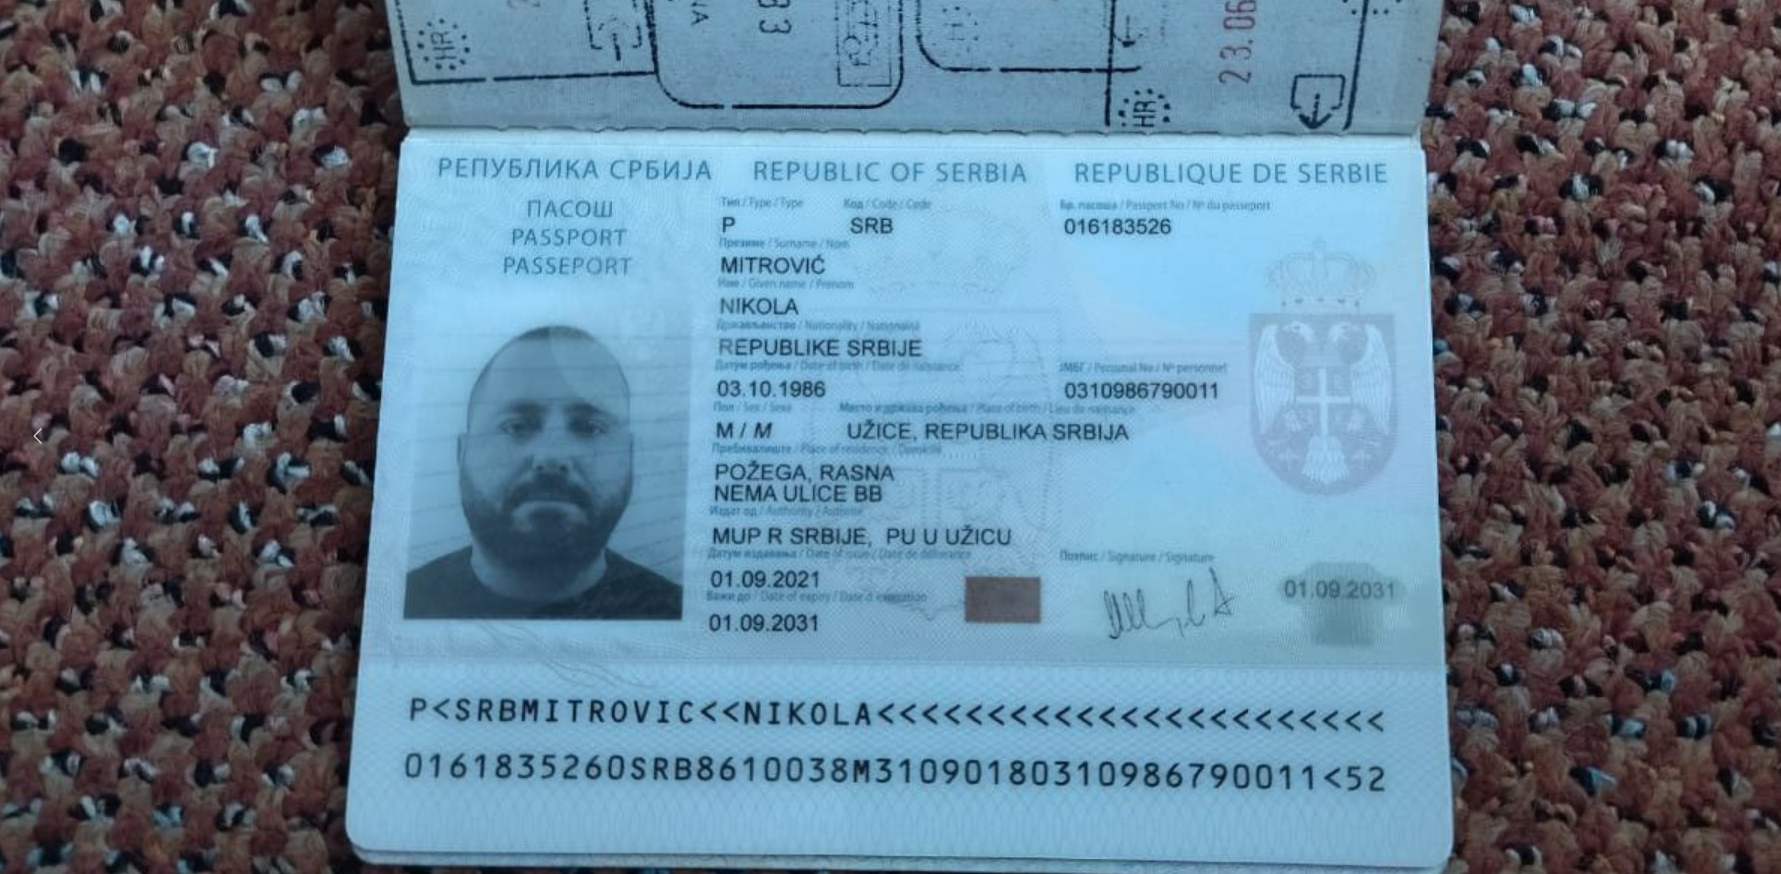 HR
83
HR
23.06
HR
РЕПУБЛИКА СРБИЈА REPUBLIC OF SERBIA REPUBLIQUE DE SERBIE
ПАСОШ
PASSPORT
PASSEPORT
Тип / Type / Type Код / Code / Code Бр. пасоша / Passport No / Nº du passeport
P SRB 016183526
Презиме / Surname / Nom
MITROVIĆ
Име / Given name / Prénom
NIKOLA
Држављанство / Nationality / Nationalité
REPUBLIKE SRBIJE
Датум рођења / Date of birth / Date de naissance ЈМБГ / Personal No / Nº personnel
03.10.1986 0310986790011
Пол / Sex / Sexe Место и држава рођења / Place of birth / Lieu de naissance
M / M UŽICE, REPUBLIKA SRBIJA
Пребивалиште / Place of residence / Domicile
POŽEGA, RASNA
NEMA ULICE BB
Издат од / Authority / Autorité
MUP R SRBIJE, PU U UŽICU
Датум издавања / Date of issue / Date de délivrance Потпис / Signature / Signature
01.09.2021 01.09.2031
Важи до / Date of expiry / Date d expiration
01.09.2031
P<SRBMITROVIC<<NIKOLA<<<<<<<<<<<<<<<<<<<<<<<
0161835260SRB8610038M31090180310986790011<52